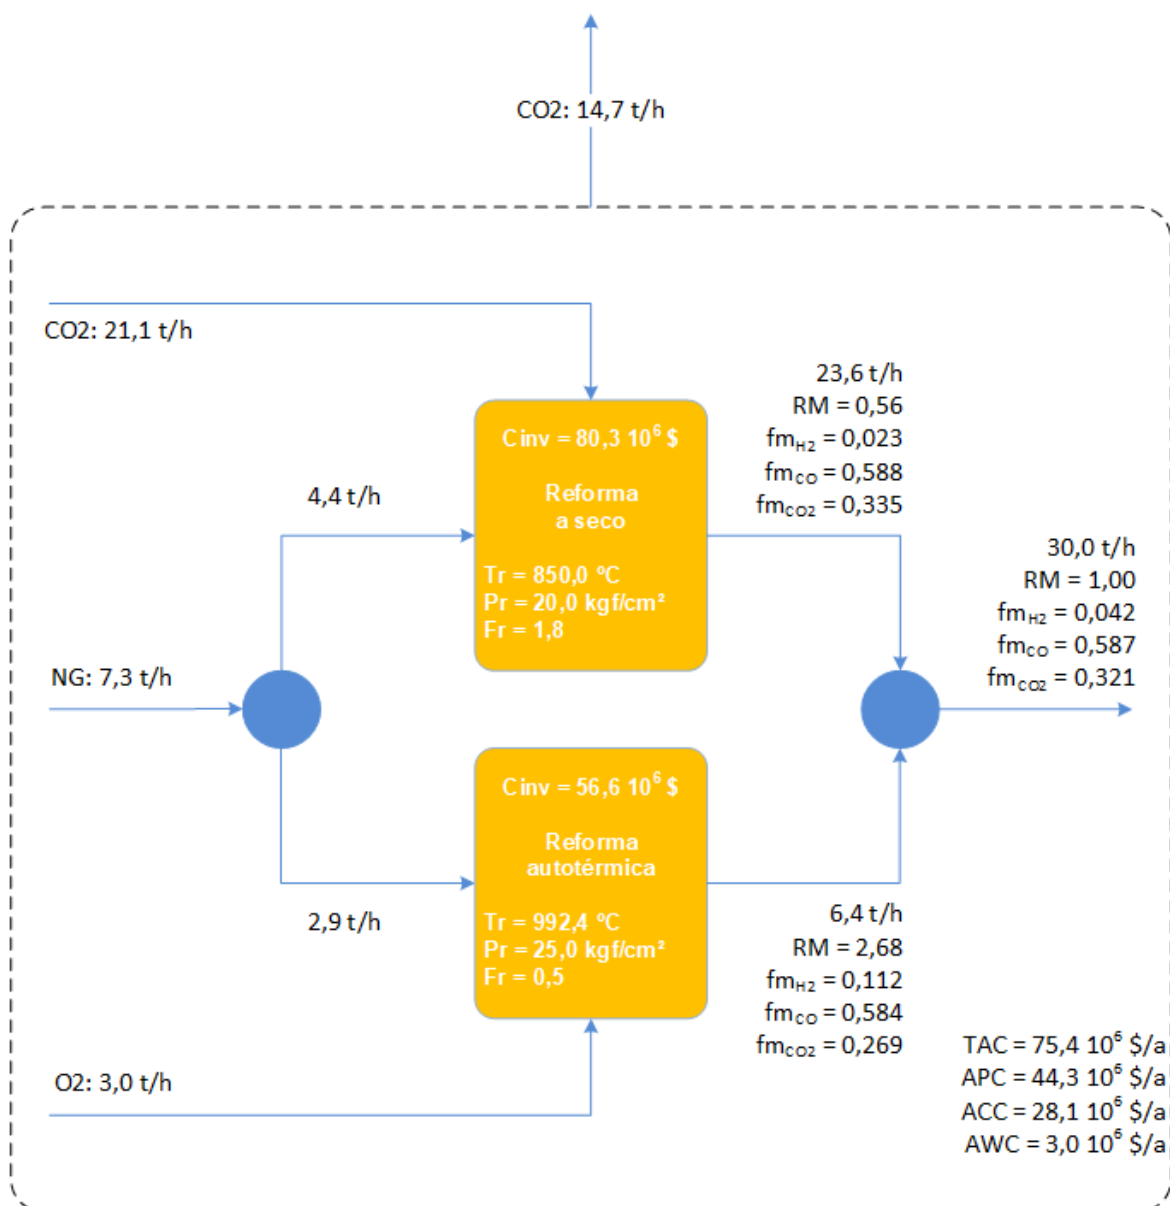 CO2: 14,7 t/h
CO2: 21,1 t/h
23,6 t/h
RM = 0,56
fmH2 = 0,023
fmCO = 0,588
fmCO2 = 0,335
Cinv = 80,3 10⁶ $
Reforma
a seco
Tr = 850,0 ºC
Pr = 20,0 kgf/cm²
Fr = 1,8
4,4 t/h
30,0 t/h
RM = 1,00
fmH2 = 0,042
fmCO = 0,587
fmCO2 = 0,321
NG: 7,3 t/h
Cinv = 56,6 10⁶ $
Reforma
autotérmica
Tr = 992,4 ºC
Pr = 25,0 kgf/cm²
Fr = 0,5
2,9 t/h
6,4 t/h
RM = 2,68
fmH2 = 0,112
fmCO = 0,584
fmCO2 = 0,269
O2: 3,0 t/h
TAC = 75,4 10⁶ $/a
APC = 44,3 10⁶ $/a
ACC = 28,1 10⁶ $/a
AWC = 3,0 10⁶ $/a